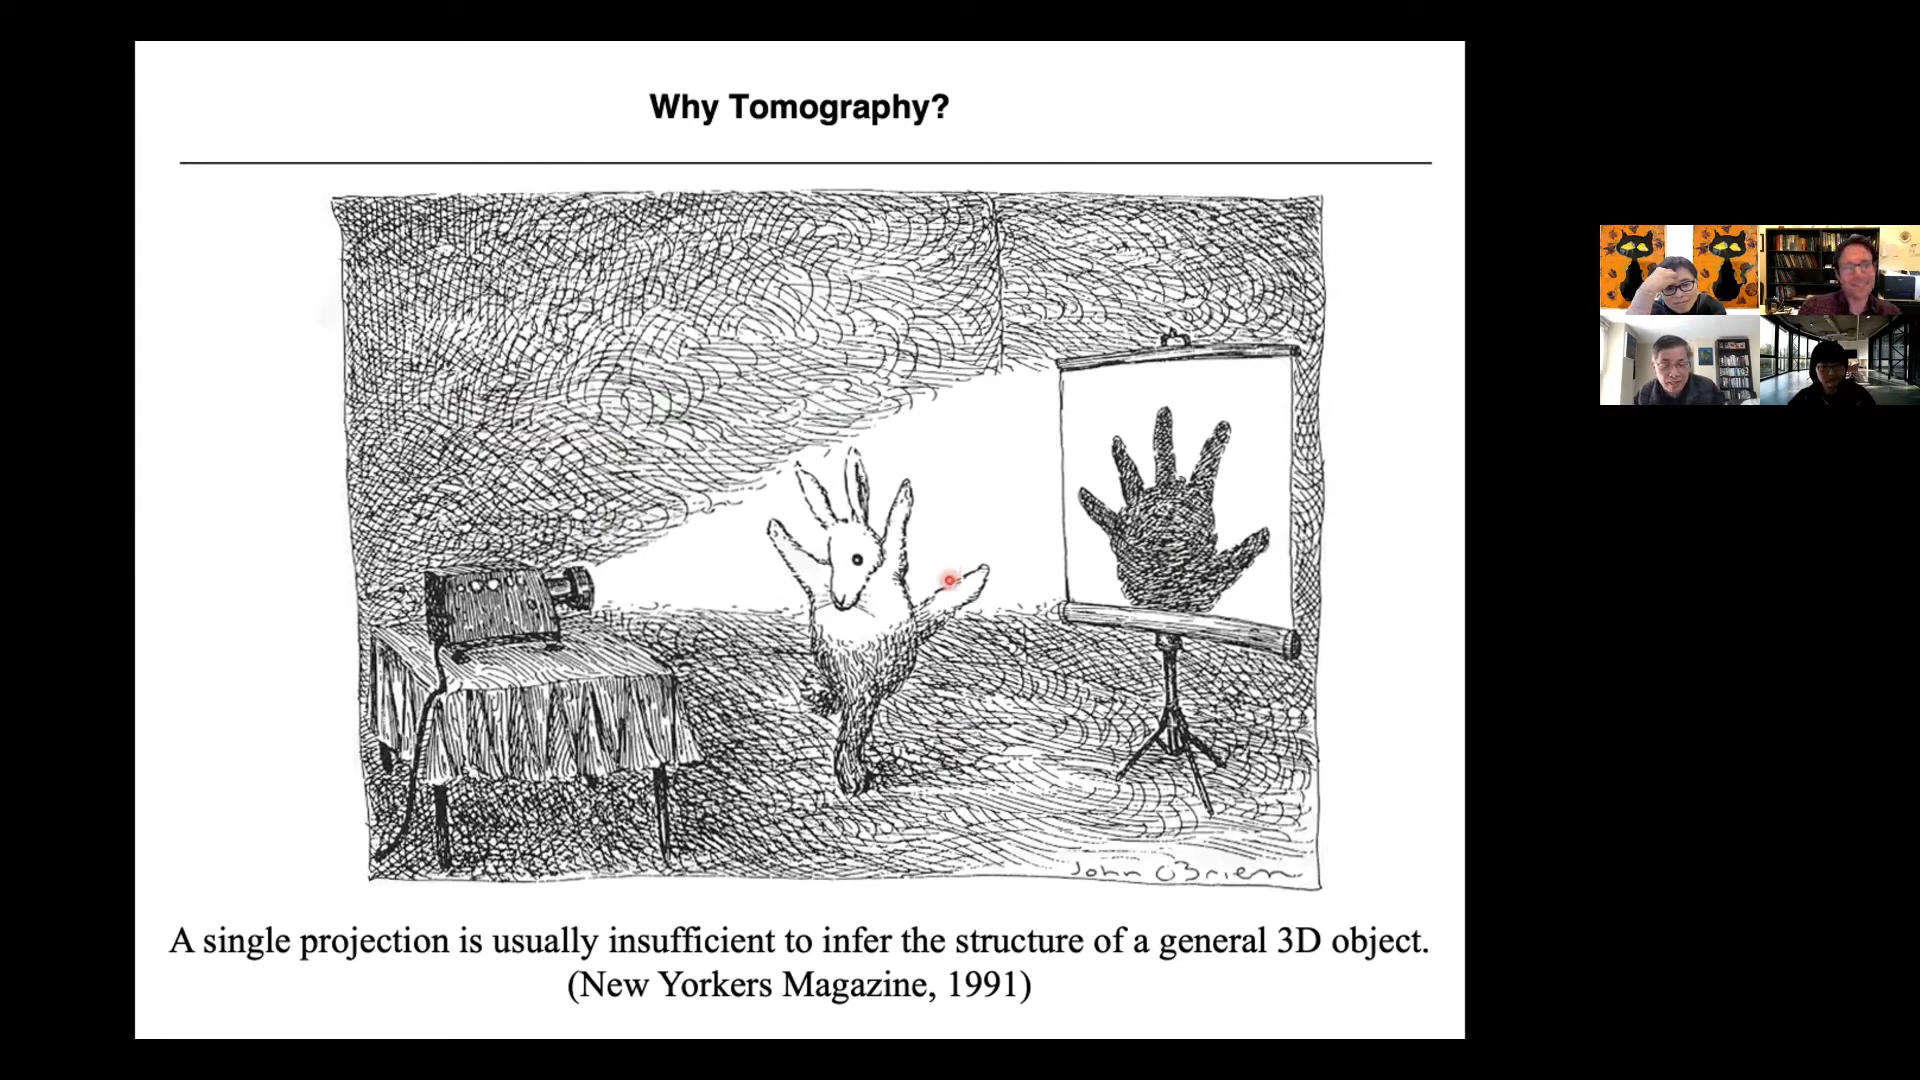 Why Tomography?
John O'Brien
A single projection is usually insufficient to infer the structure of a general 3D object.
(New Yorkers Magazine, 1991)